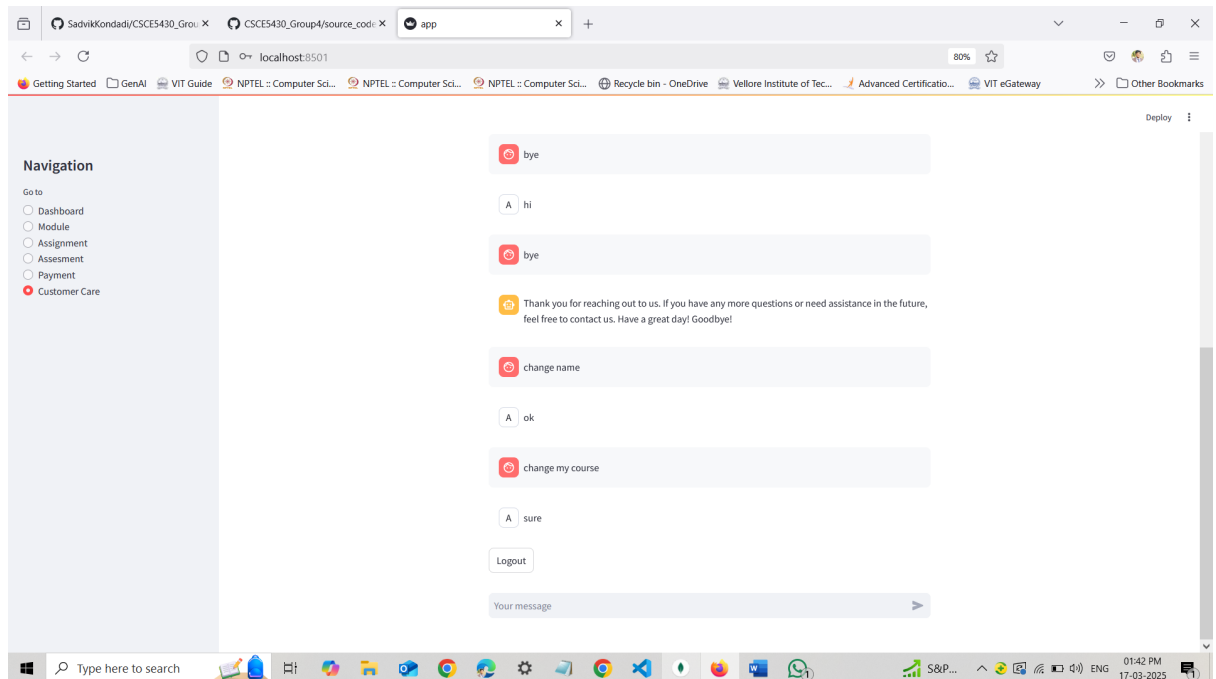 SadvikKondadi/CSCE5430_Grou
CSCE5430_Group4/source_code
app
localhost:8501
80%
Getting Started GenAI VIT Guide NPTEL :: Computer Sci... NPTEL :: Computer Sci... NPTEL :: Computer Sci... Recycle bin - OneDrive Vellore Institute of Tec... Advanced Certificatio... VIT eGateway Other Bookmarks
Deploy
Navigation
Go to
Dashboard
Module
Assignment
Assesment
Payment
Customer Care
bye
A hi
bye
Thank you for reaching out to us. If you have any more questions or need assistance in the future,
feel free to contact us. Have a great day! Goodbye!
change name
A ok
change my course
A sure
Logout
Your message
Type here to search
S&P...
ENG
01:42 PM
17-03-2025